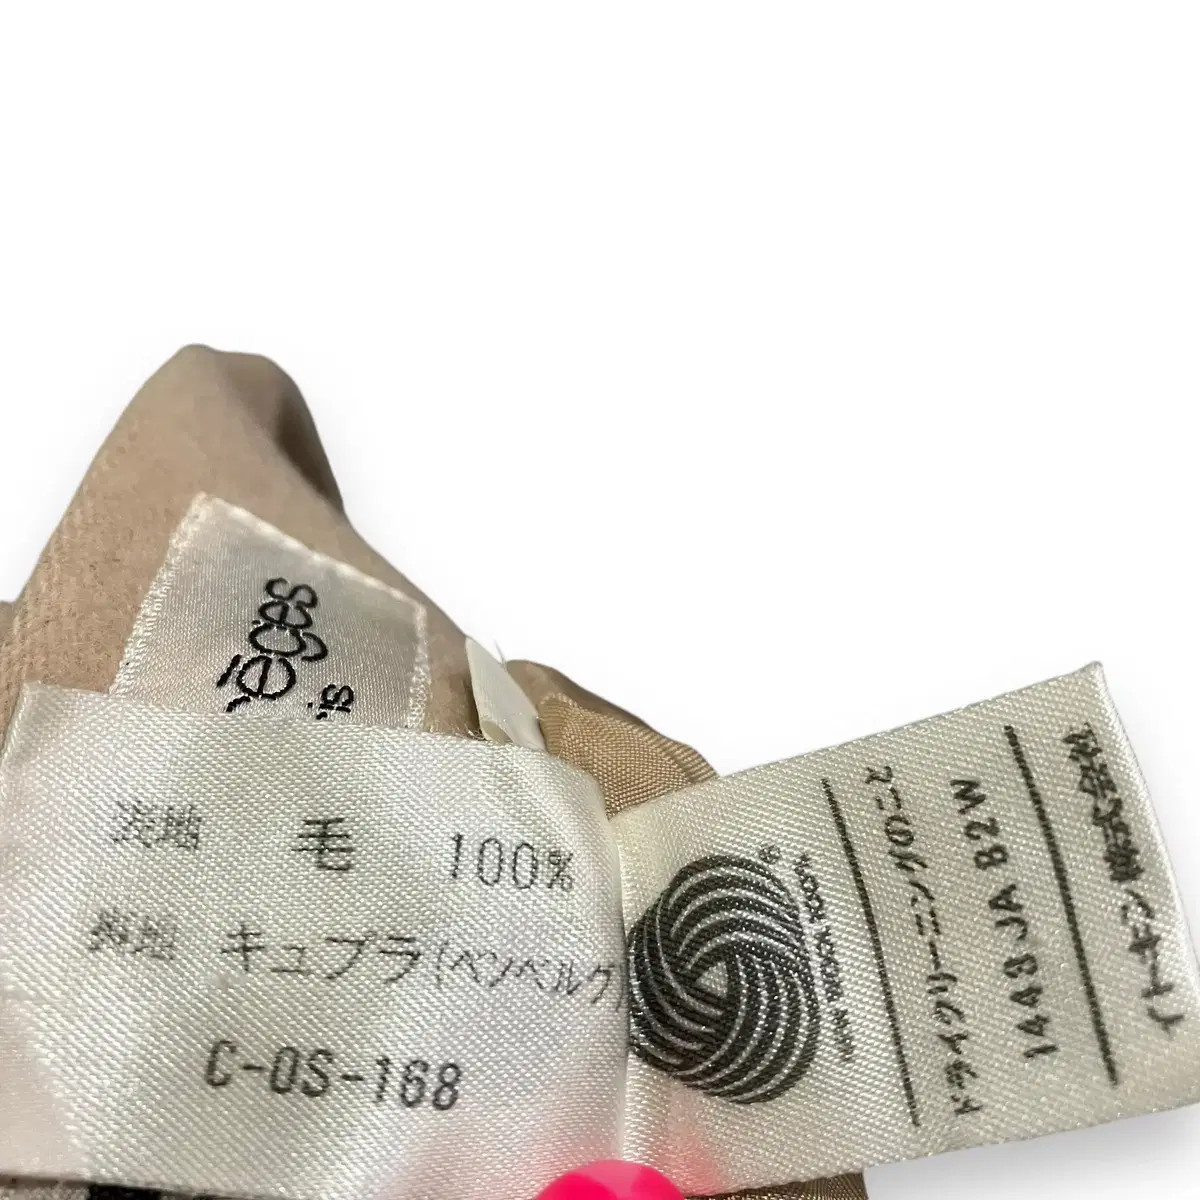 èges
表地 毛 100%
裏地 キュプラ(ベンベルグ)
C-0S-168
®
ドライクリーニングのこと
1443 JA 82W
イトキン株式会社